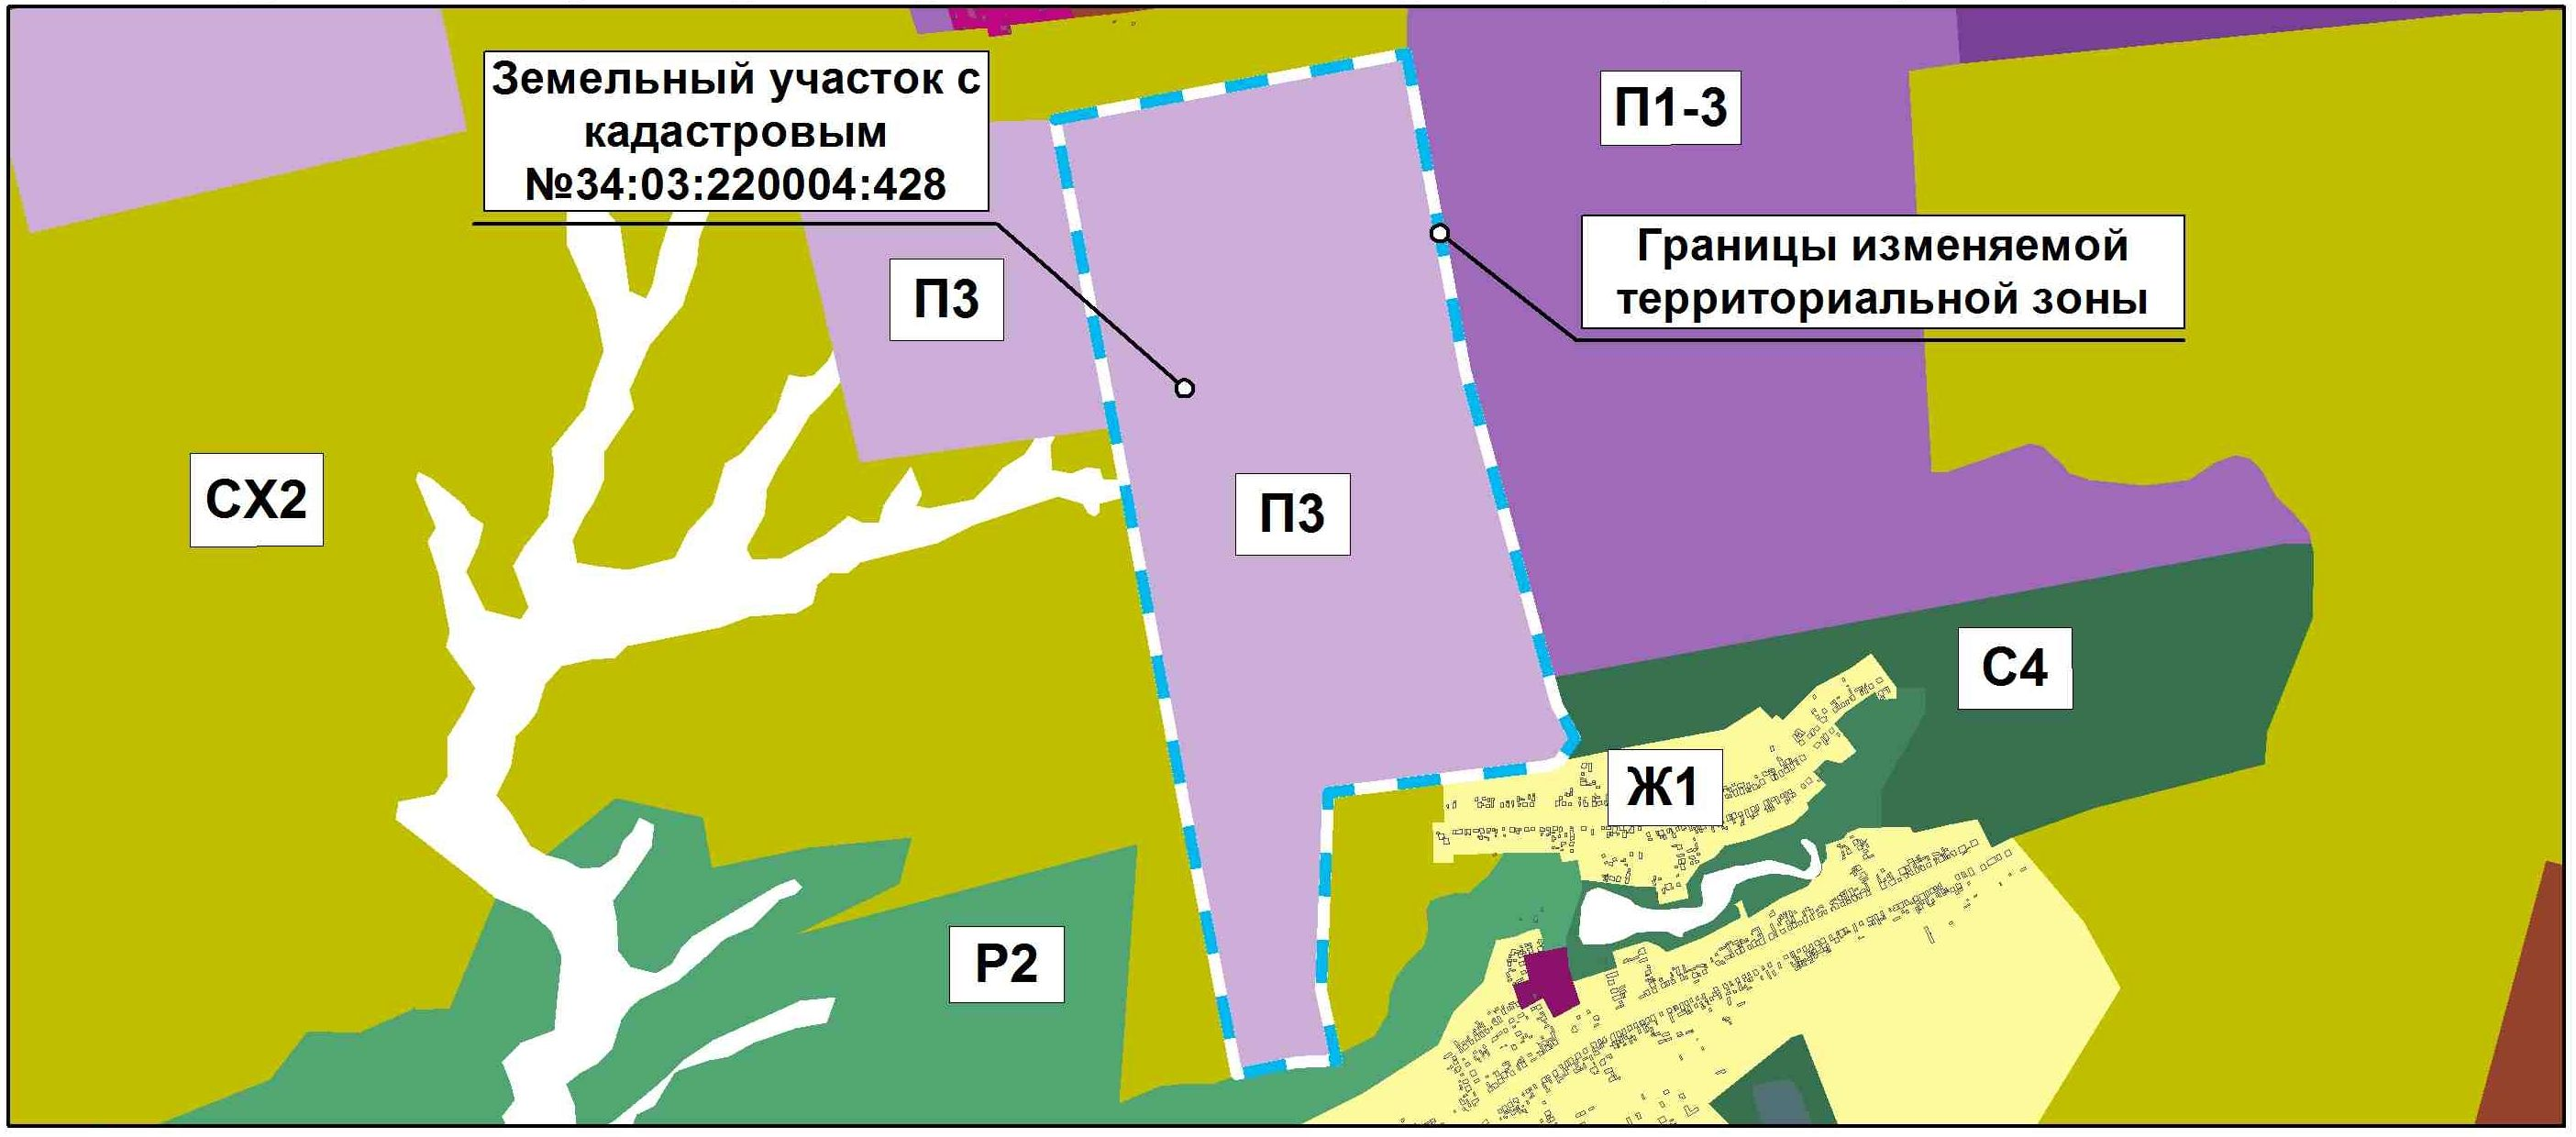 Земельный участок с
кадастровым
№34:03:220004:428
П1-3
Границы изменяемой
территориальной зоны
П3
СХ2
П3
С4
Ж1
Р2